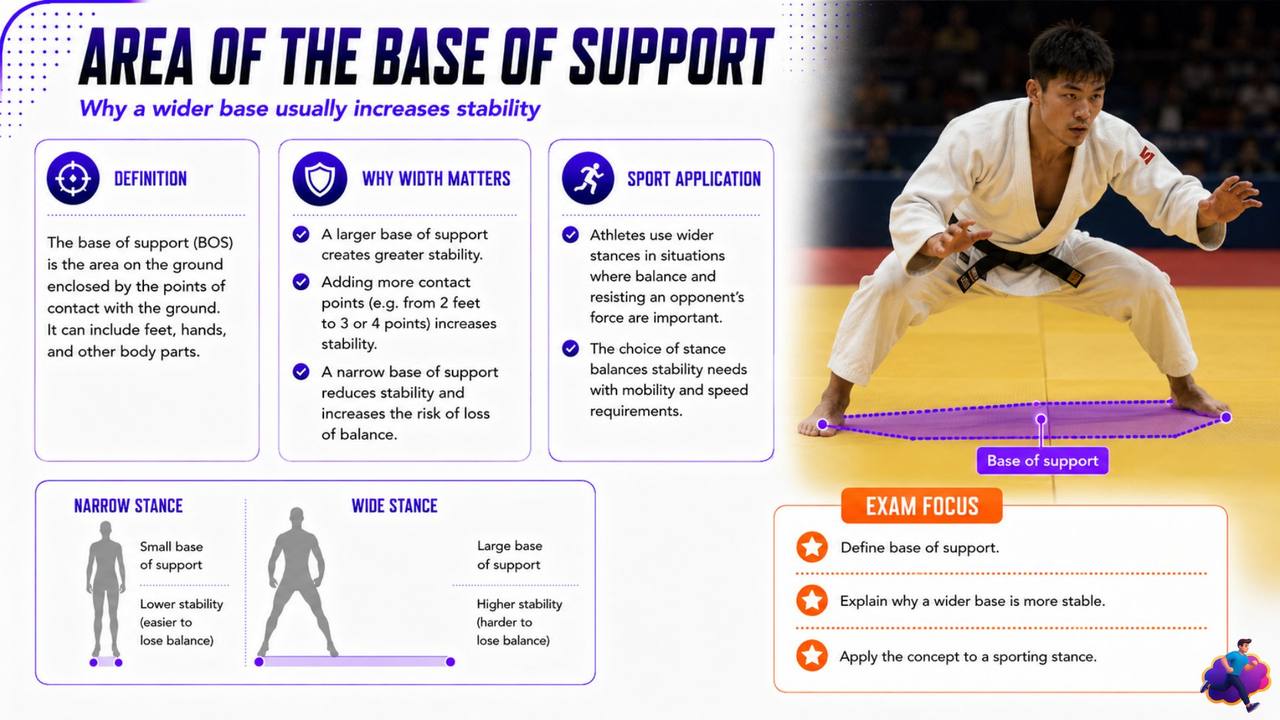 AREA OF THE BASE OF SUPPORT
Why a wider base usually increases stability
DEFINITION
The base of support (BOS)
is the area on the ground
enclosed by the points of
contact with the ground.
It can include feet, hands,
and other body parts.
WHY WIDTH MATTERS
A larger base of support
creates greater stability.
Adding more contact
points (e.g. from 2 feet
to 3 or 4 points) increases
stability.
A narrow base of support
reduces stability and
increases the risk of loss
of balance.
SPORT APPLICATION
Athletes use wider
stances in situations
where balance and
resisting an opponent's
force are important.
The choice of stance
balances stability needs
with mobility and speed
requirements.
Base of support
NARROW STANCE
Small base
of support
Lower stability
(easier to
lose balance)
WIDE STANCE
Large base
of support
Higher stability
(harder to
lose balance)
EXAM FOCUS
Define base of support.
Explain why a wider base is more stable.
Apply the concept to a sporting stance.